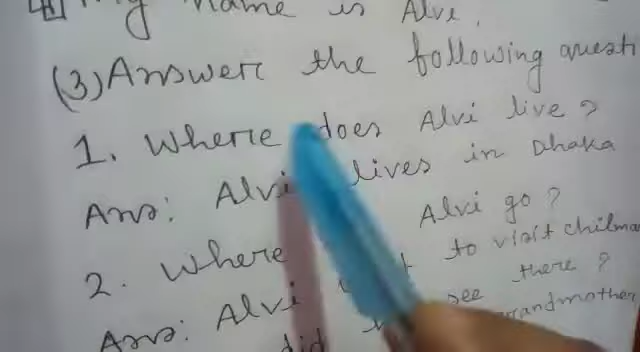 My name is Alvi.
(3) Answer the following questi
1. Where does Alvi live?
Ans: Alvi lives in Dhaka
2. Where Alvi go?
Ans: Alvi to visit chilma
did see there?
grandmother